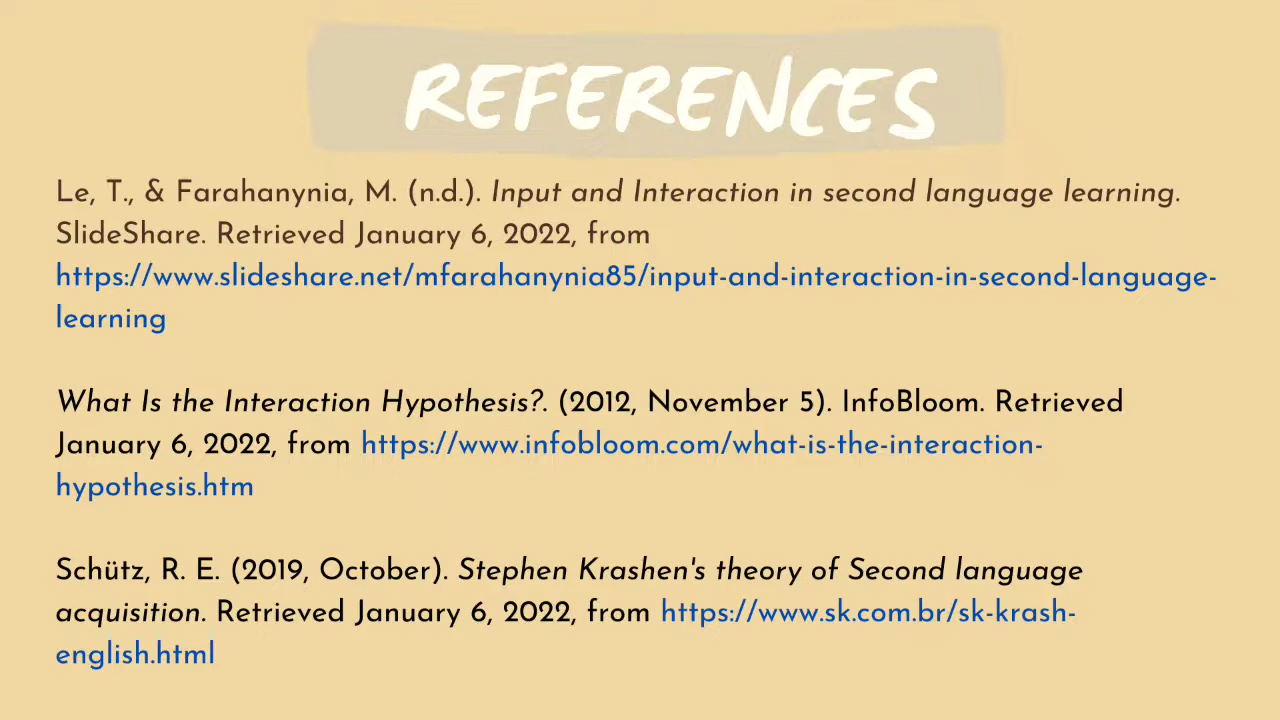 REFERENCES
Le, T., & Farahanynia, M. (n.d.). Input and Interaction in second language learning.
SlideShare. Retrieved January 6, 2022, from
https://www.slideshare.net/mfarahanynia85/input-and-interaction-in-second-language-
learning
What Is the Interaction Hypothesis?. (2012, November 5). InfoBloom. Retrieved
January 6, 2022, from https://www.infobloom.com/what-is-the-interaction-
hypothesis.htm
Schütz, R. E. (2019, October). Stephen Krashen's theory of Second language
acquisition. Retrieved January 6, 2022, from https://www.sk.com.br/sk-krash-
english.html